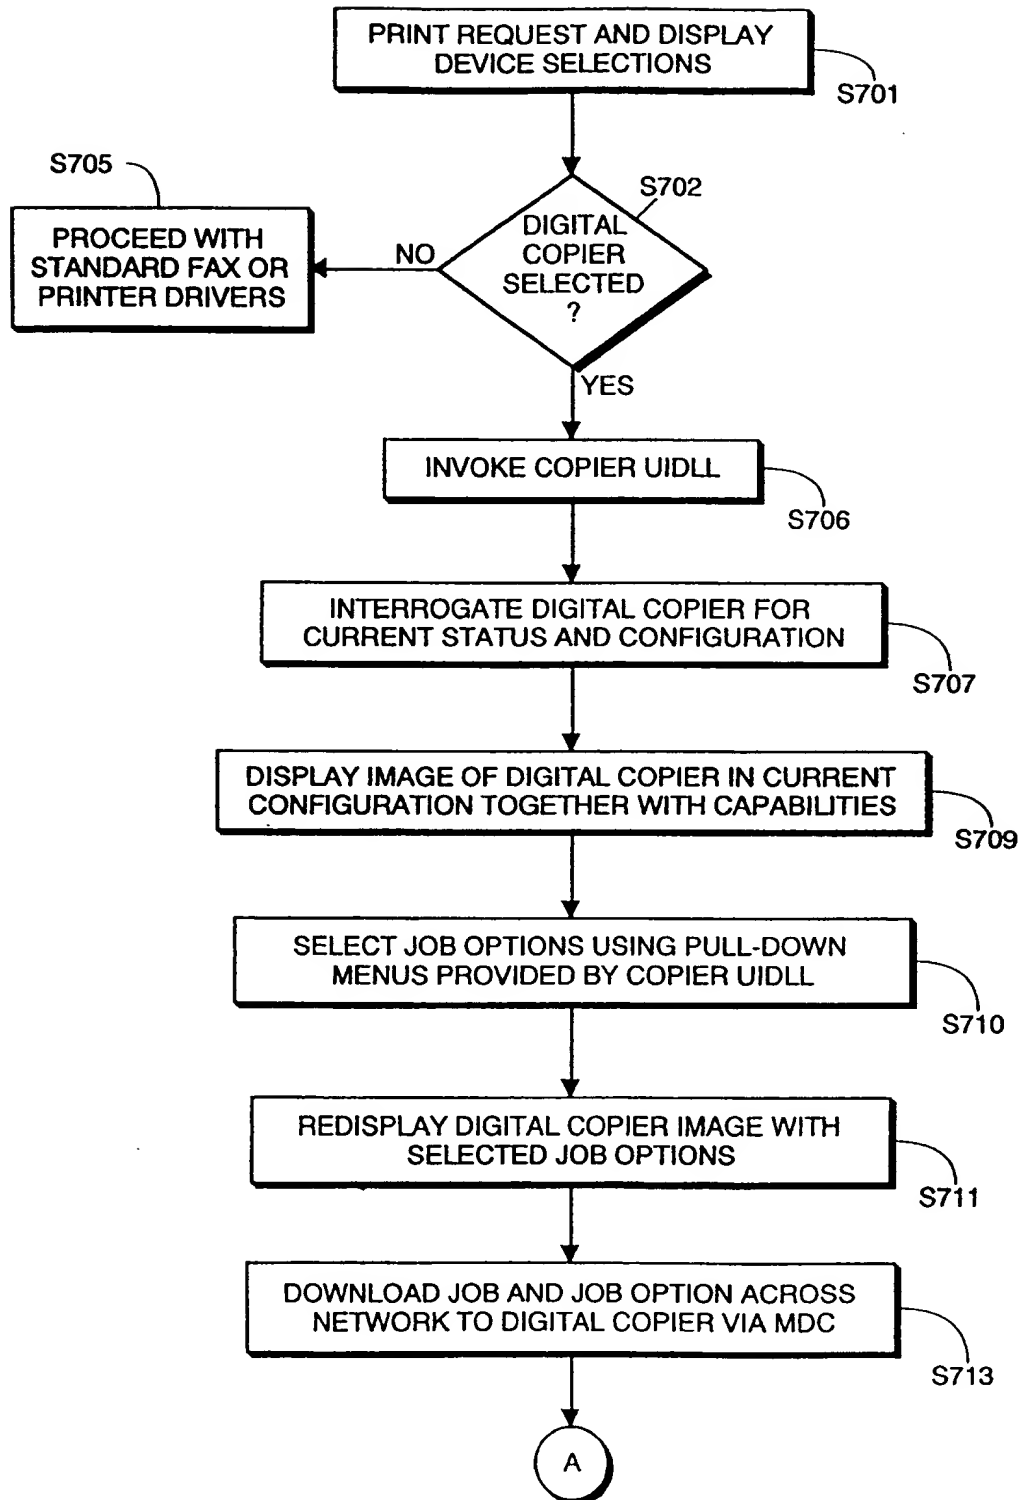 PRINT REQUEST AND DISPLAY
DEVICE SELECTIONS
S701
S705
S702
DIGITAL
COPIER
SELECTED
?
NO
PROCEED WITH
STANDARD FAX OR
PRINTER DRIVERS
YES
INVOKE COPIER UIDLL
S706
INTERROGATE DIGITAL COPIER FOR
CURRENT STATUS AND CONFIGURATION
S707
DISPLAY IMAGE OF DIGITAL COPIER IN CURRENT
CONFIGURATION TOGETHER WITH CAPABILITIES
S709
SELECT JOB OPTIONS USING PULL-DOWN
MENUS PROVIDED BY COPIER UIDLL
S710
REDISPLAY DIGITAL COPIER IMAGE WITH
SELECTED JOB OPTIONS
S711
DOWNLOAD JOB AND JOB OPTION ACROSS
NETWORK TO DIGITAL COPIER VIA MDC
S713
A